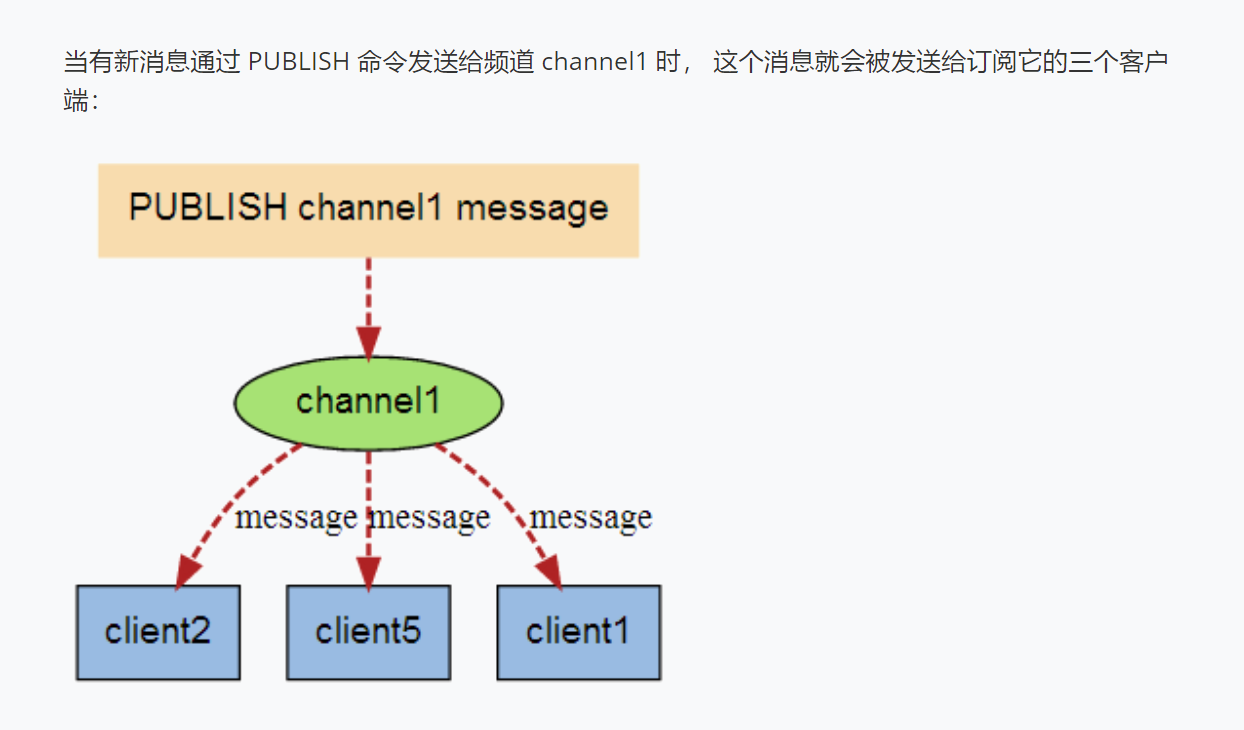 当有新消息通过 PUBLISH 命令发送给频道 channel1 时， 这个消息就会被发送给订阅它的三个客户
端：
PUBLISH channel1 message
channel1
message message message
client2 client5 client1